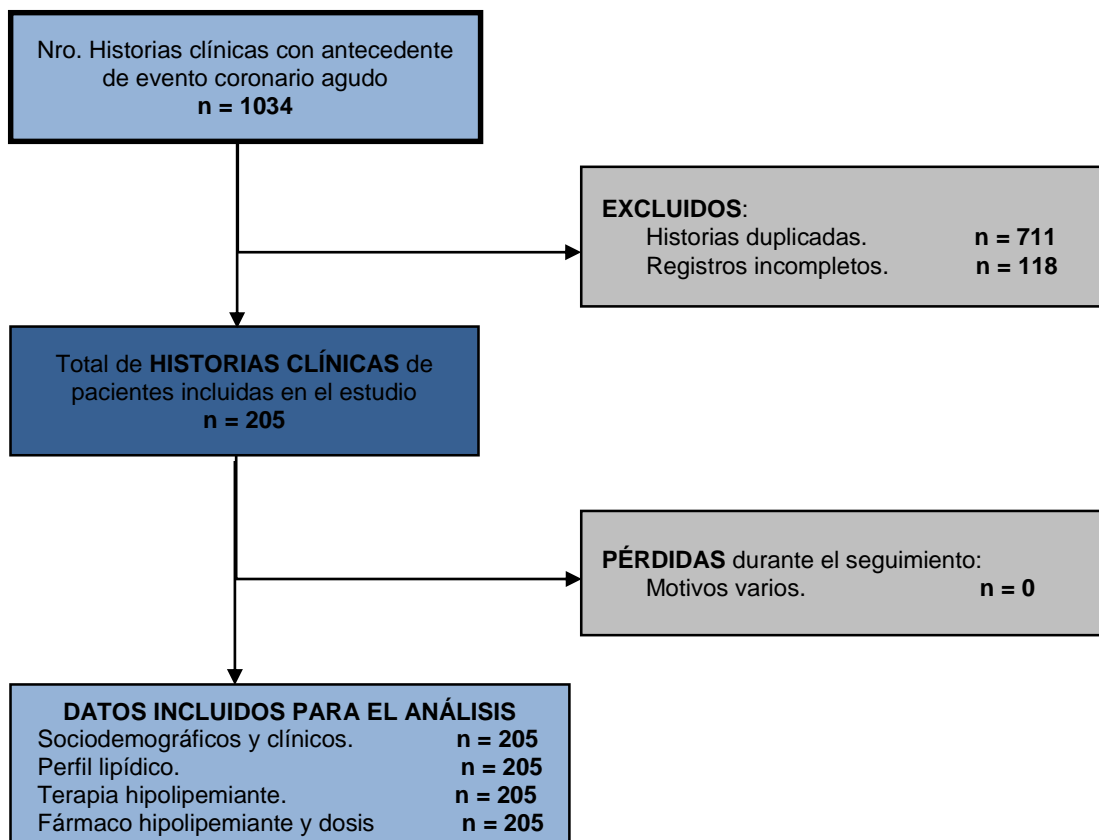 Nro. Historias clínicas con antecedente
de evento coronario agudo
n = 1034
EXCLUIDOS:
Historias duplicadas. n = 711
Registros incompletos. n = 118
Total de HISTORIAS CLÍNICAS de
pacientes incluidas en el estudio
n = 205
PÉRDIDAS durante el seguimiento:
Motivos varios. n = 0
DATOS INCLUIDOS PARA EL ANÁLISIS
Sociodemográficos y clínicos. n = 205
Perfil lipídico. n = 205
Terapia hipolipemiante. n = 205
Fármaco hipolipemiante y dosis n = 205